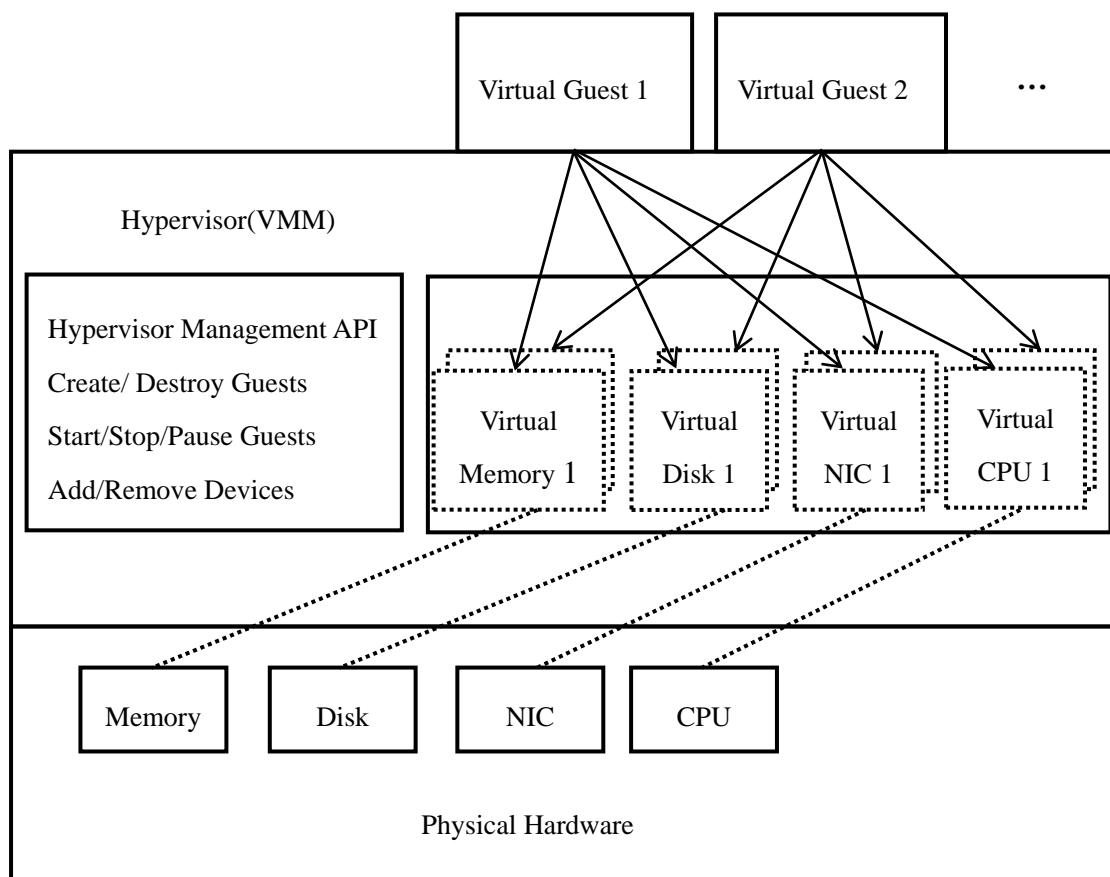 Virtual Guest 1
Virtual Guest 2
...
Hypervisor(VMM)
Hypervisor Management API
Create/ Destroy Guests
Start/Stop/Pause Guests
Add/Remove Devices
Virtual
Memory 1
Virtual
Disk 1
Virtual
NIC 1
Virtual
CPU 1
Memory
Disk
NIC
CPU
Physical Hardware